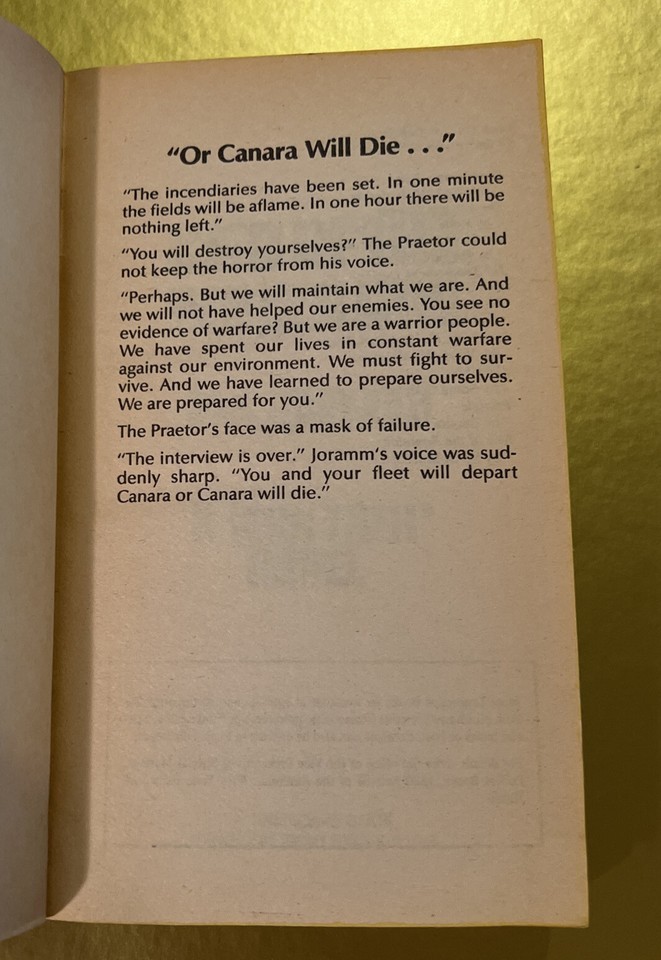 “Or Canara Will Die . . .”
“The incendiaries have been set. In one minute
the fields will be aflame. In one hour there will be
nothing left.”
“You will destroy yourselves?” The Praetor could
not keep the horror from his voice.
“Perhaps. But we will maintain what we are. And
we will not have helped our enemies. You see no
evidence of warfare? But we are a warrior people.
We have spent our lives in constant warfare
against our environment. We must fight to sur-
vive. And we have learned to prepare ourselves.
We are prepared for you.”
The Praetor’s face was a mask of failure.
“The interview is over.” Joramm’s voice was sud-
denly sharp. “You and your fleet will depart
Canara or Canara will die.”